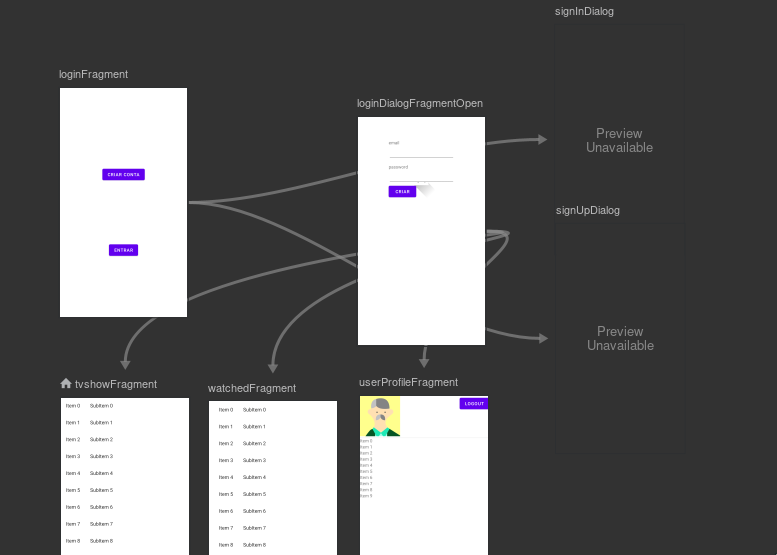 signInDialog
loginFragment
CRIAR CONTA
ENTRAR
loginDialogFragmentOpen
email
password
CRIAR
Preview
Unavailable
signUpDialog
Preview
Unavailable
tvshowFragment
Item 0 SubItem 0
Item 1 SubItem 1
Item 2 SubItem 2
Item 3 SubItem 3
Item 4 SubItem 4
Item 5 SubItem 5
Item 6 SubItem 6
Item 7 SubItem 7
Item 8 SubItem 8
watchedFragment
Item 0 SubItem 0
Item 1 SubItem 1
Item 2 SubItem 2
Item 3 SubItem 3
Item 4 SubItem 4
Item 5 SubItem 5
Item 6 SubItem 6
Item 7 SubItem 7
Item 8 SubItem 8
userProfileFragment
LOGOUT
Item 0
Item 1
Item 2
Item 3
Item 4
Item 5
Item 6
Item 7
Item 8
Item 9